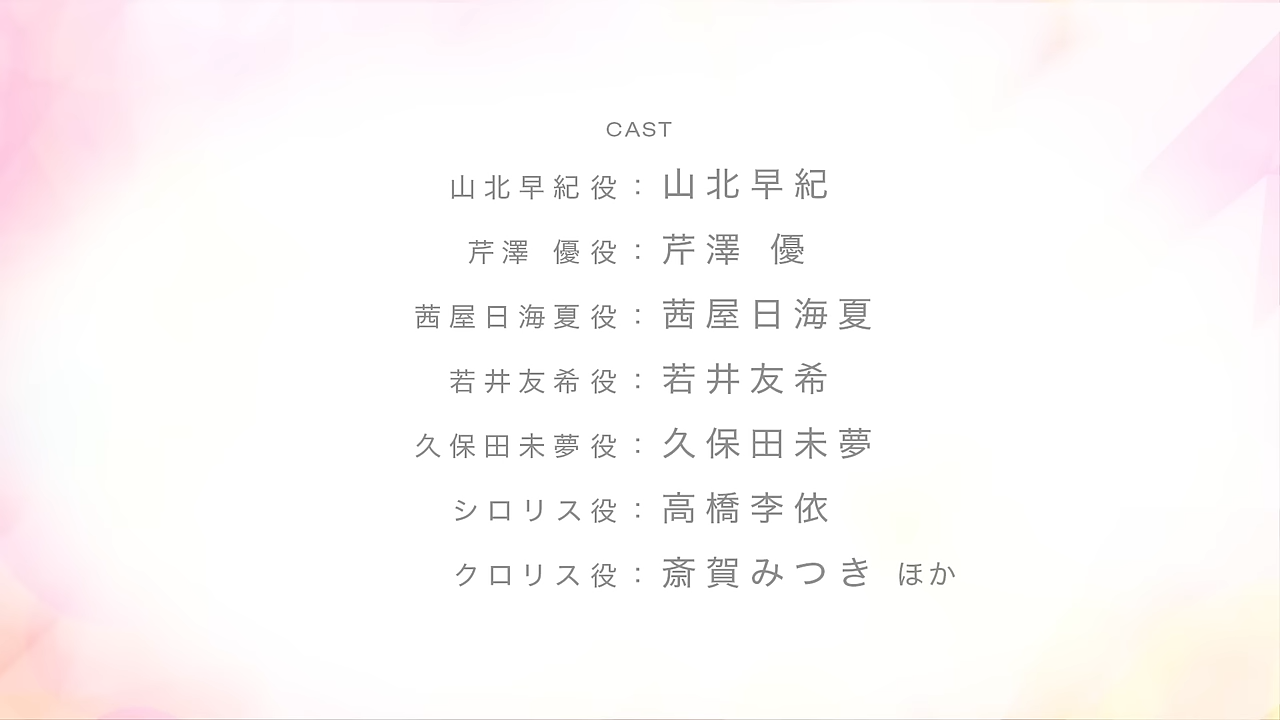 CAST
山北早紀役：山北早紀
芹澤 優役：芹澤 優
茜屋日海夏役：茜屋日海夏
若井友希役：若井友希
久保田未夢役：久保田未夢
シロリス役：高橋李依
クロリス役：斎賀みつき ほか